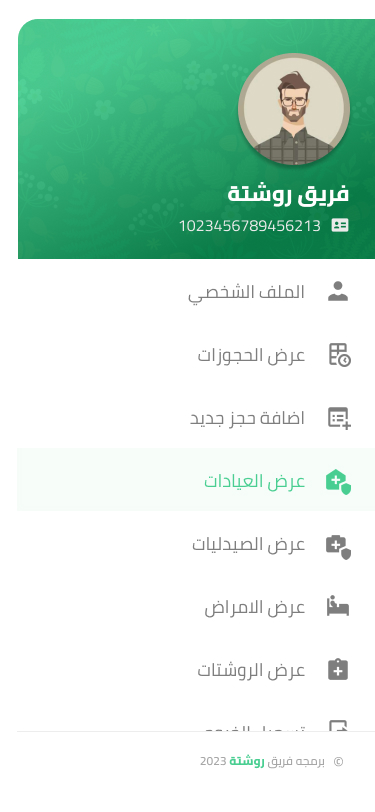 فريق روشتة
1023456789456213
الملف الشخصي
عرض الحجوزات
اضافة حجز جديد
عرض العيادات
عرض الصيدليات
عرض الامراض
عرض الروشتات
© برمجه فريق روشتة 2023